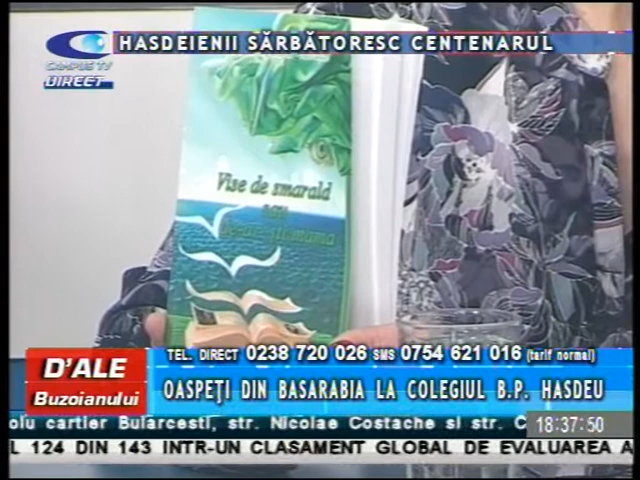 HASDEIENII SĂRBĂTORESC CENTENARUL
CAMPUS TV
DIRECT
Vise de smarald
TEL. DIRECT 0238 720 026 SMS 0754 621 016 (tarif normal)
D'ALE
Buzoianului
OASPEŢI DIN BASARABIA LA COLEGIUL B.P. HASDEU
olu cartier Bularcesti, str. Nicolae Costache si str. C
18:37:50
L 124 DIN 143 INTR-UN CLASAMENT GLOBAL DE EVALUAREA A